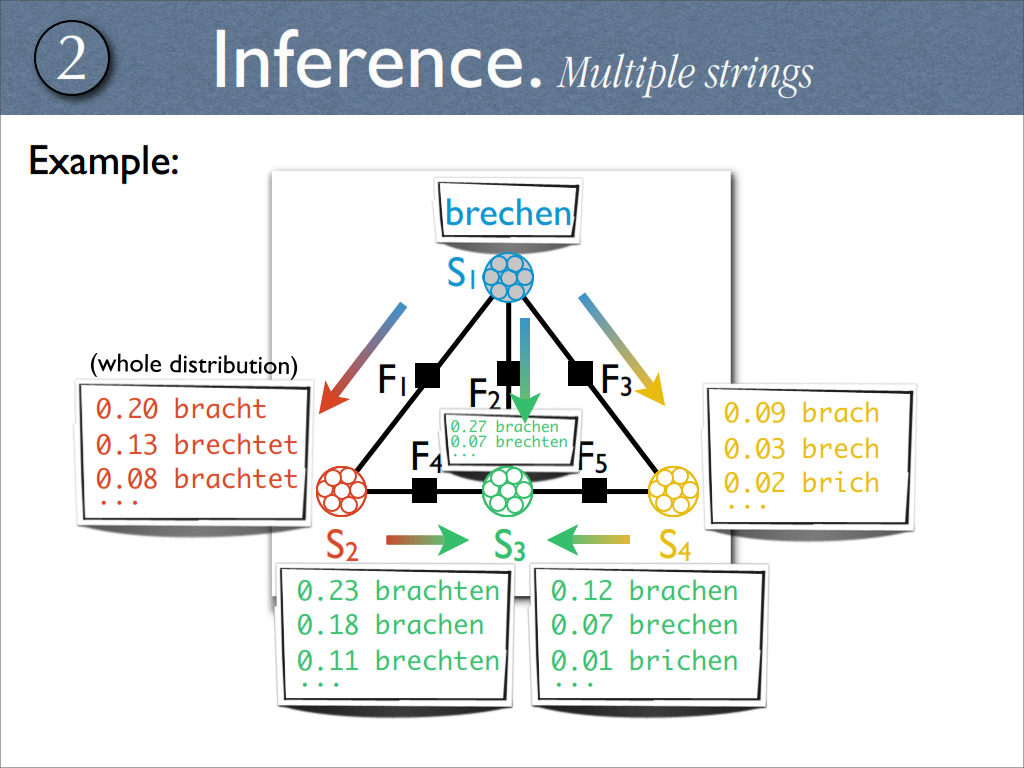 2
Inference. Multiple strings
Example:
brechen
S1
F1
F2
F3
(whole distribution)
0.20 bracht
0.13 brechtet
0.08 brachtet
...
0.27 brachen
0.07 brechten
...
0.09 brach
0.03 brech
0.02 brich
...
F4
F5
S2
S3
S4
0.23 brachten
0.18 brachen
0.11 brechten
...
0.12 brachen
0.07 brechen
0.01 brichen
...